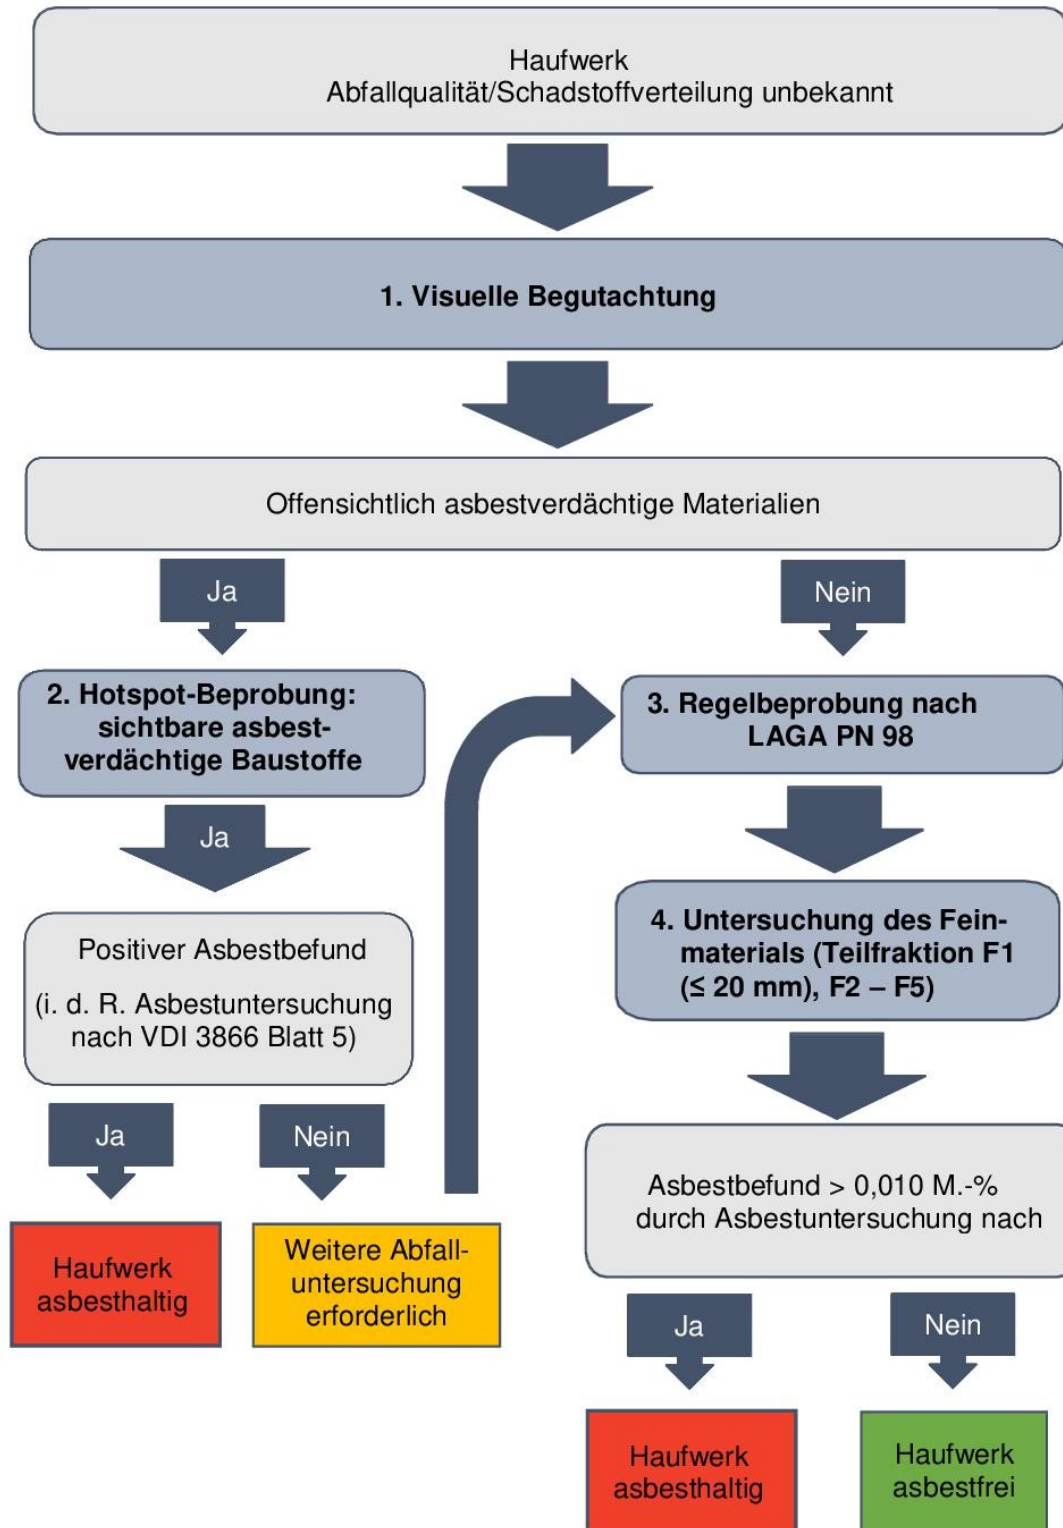 Haufwerk
Abfallqualität/Schadstoffverteilung unbekannt
1. Visuelle Begutachtung
Offensichtlich asbestverdächtige Materialien
Ja
Nein
2. Hotspot-Beprobung:
sichtbare asbest-
verdächtige Baustoffe
Ja
Positiver Asbestbefund
(i. d. R. Asbestuntersuchung
nach VDI 3866 Blatt 5)
Ja
Nein
Haufwerk
asbesthaltig
Weitere Abfall-
untersuchung
erforderlich
3. Regelbeprobung nach
LAGA PN 98
4. Untersuchung des Fein-
materials (Teilfraktion F1
(≤ 20 mm), F2 – F5)
Asbestbefund > 0,010 M.-%
durch Asbestuntersuchung nach
Ja
Nein
Haufwerk
asbesthaltig
Haufwerk
asbestfrei